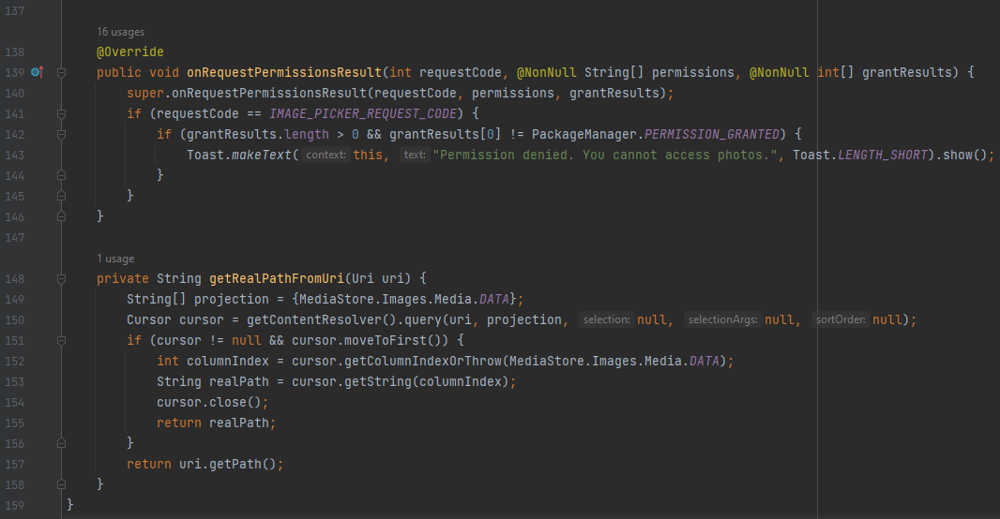 137
16 usages
138 @Override
139 public void onRequestPermissionsResult(int requestCode, @NonNull String[] permissions, @NonNull int[] grantResults) {
140 super.onRequestPermissionsResult(requestCode, permissions, grantResults);
141 if (requestCode == IMAGE_PICKER_REQUEST_CODE) {
142 if (grantResults.length > 0 && grantResults[0] != PackageManager.PERMISSION_GRANTED) {
143 Toast.makeText( context: this, text: "Permission denied. You cannot access photos.", Toast.LENGTH_SHORT).show();
144 }
145 }
146 }
147
1 usage
148 private String getRealPathFromUri(Uri uri) {
149 String[] projection = {MediaStore.Images.Media.DATA};
150 Cursor cursor = getContentResolver().query(uri, projection, selection: null, selectionArgs: null, sortOrder: null);
151 if (cursor != null && cursor.moveToFirst()) {
152 int columnIndex = cursor.getColumnIndexOrThrow(MediaStore.Images.Media.DATA);
153 String realPath = cursor.getString(columnIndex);
154 cursor.close();
155 return realPath;
156 }
157 return uri.getPath();
158 }
159 }